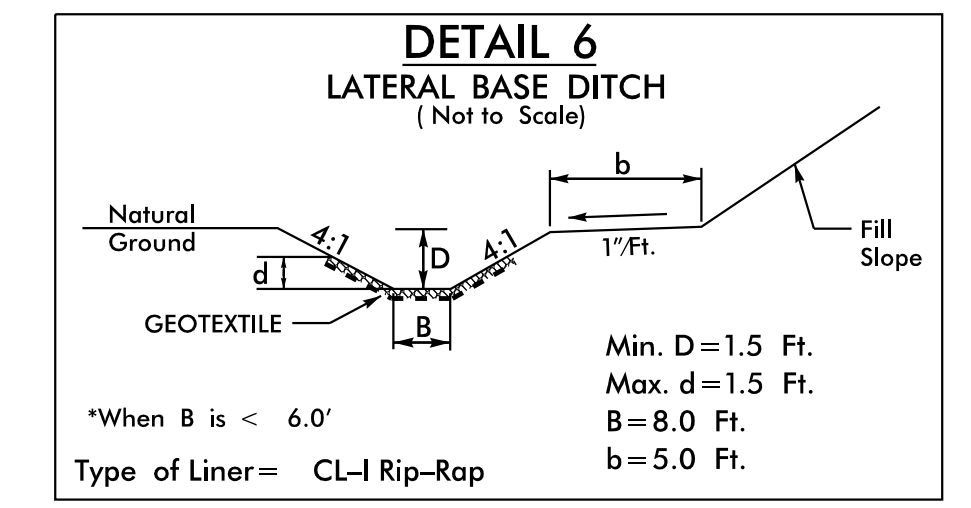 DETAIL 6
LATERAL BASE DITCH
( Not to Scale)
b
Natural
Ground
4:1
D
4:1
1"/Ft.
Fill
Slope
d
GEOTEXTILE
B
Min. D=1.5 Ft.
Max. d=1.5 Ft.
B=8.0 Ft.
b=5.0 Ft.
*When B is < 6.0'
Type of Liner= CL-I Rip-Rap